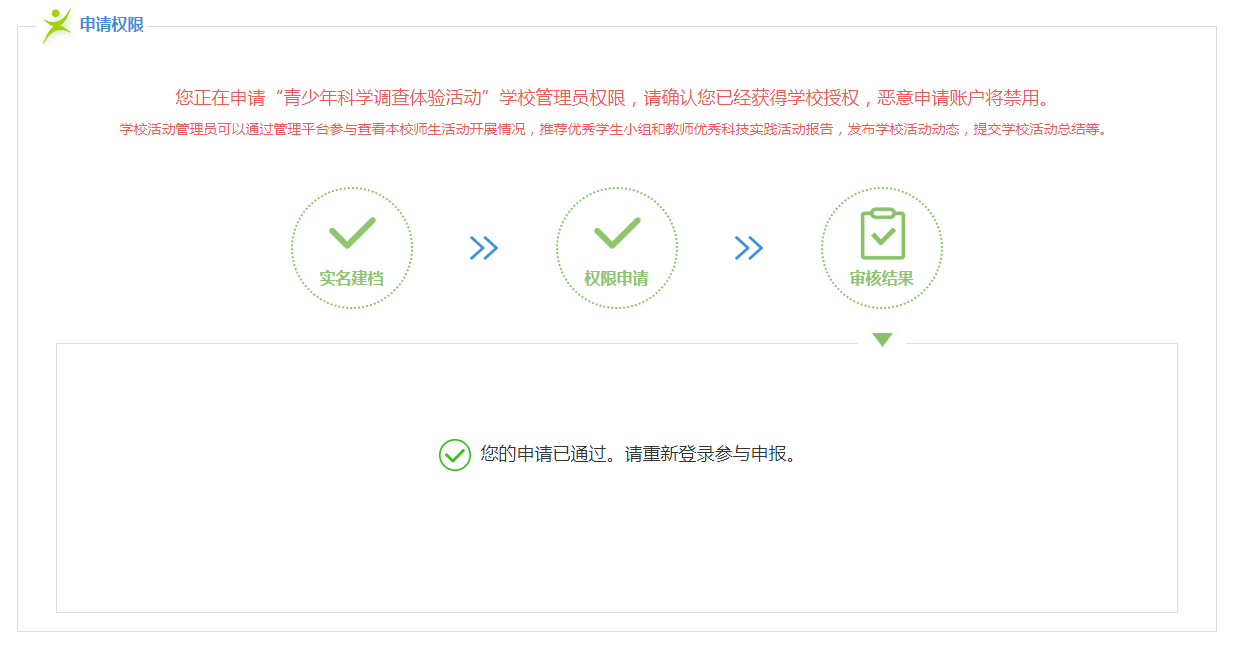 申请权限
您正在申请“青少年科学调查体验活动”学校管理员权限，请确认您已经获得学校授权，恶意申请账户将禁用。
学校活动管理员可以通过管理平台参与查看本校师生活动开展情况，推荐优秀学生小组和教师优秀科技实践活动报告，发布学校活动动态，提交学校活动总结等。
实名建档
权限申请
审核结果
您的申请已通过。请重新登录参与申报。